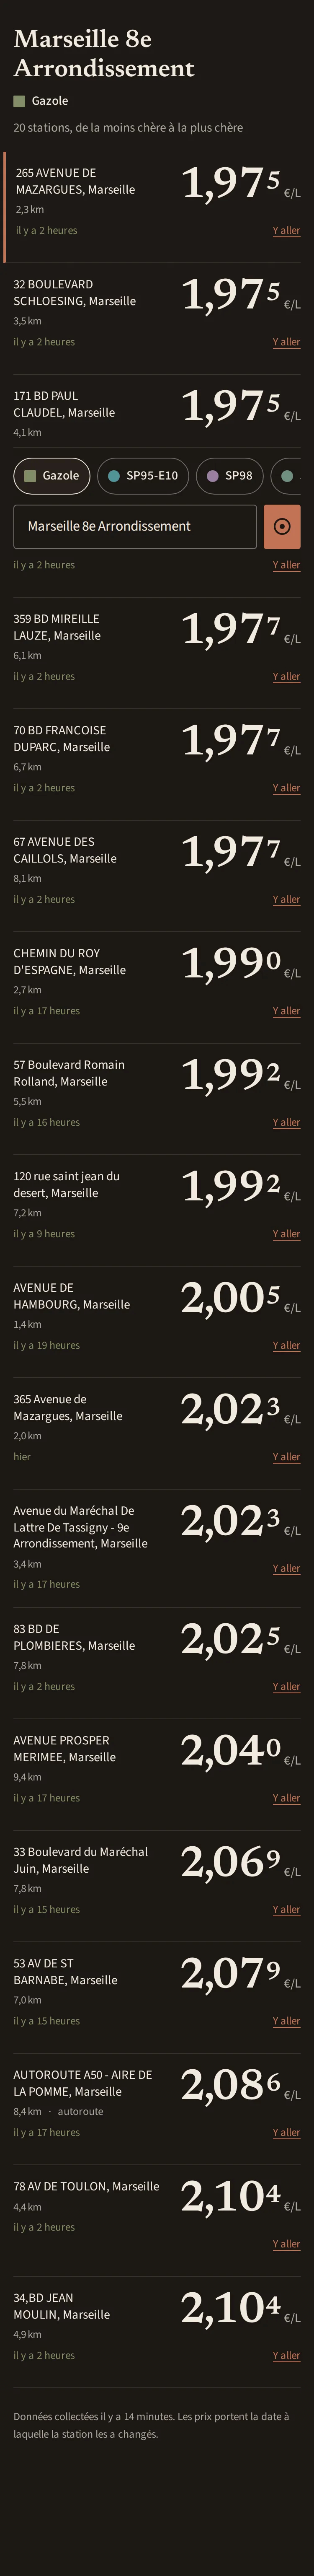 Marseille 8e
Arrondissement
Gazole
20 stations, de la moins chère à la plus chère
265 AVENUE DE
MAZARGUES, Marseille
1,975 €/L
2,3 km
il y a 2 heures
Y aller
32 BOULEVARD
SCHLOESING, Marseille
1,975 €/L
3,5 km
il y a 2 heures
Y aller
171 BD PAUL
CLAUDEL, Marseille
1,975 €/L
4,1 km
Gazole SP95-E10 SP98
Marseille 8e Arrondissement
il y a 2 heures
Y aller
359 BD MIREILLE
LAUZE, Marseille
1,977 €/L
6,1 km
il y a 2 heures
Y aller
70 BD FRANCOISE
DUPARC, Marseille
1,977 €/L
6,7 km
il y a 2 heures
Y aller
67 AVENUE DES
CAILLOLS, Marseille
1,977 €/L
8,1 km
il y a 2 heures
Y aller
CHEMIN DU ROY
D'ESPAGNE, Marseille
1,990 €/L
2,7 km
il y a 17 heures
Y aller
57 Boulevard Romain
Rolland, Marseille
1,992 €/L
5,5 km
il y a 16 heures
Y aller
120 rue saint jean du
desert, Marseille
1,992 €/L
7,2 km
il y a 9 heures
Y aller
AVENUE DE
HAMBOURG, Marseille
2,005 €/L
1,4 km
il y a 19 heures
Y aller
365 Avenue de
Mazargues, Marseille
2,023 €/L
2,0 km
hier
Y aller
Avenue du Maréchal De
Lattre De Tassigny - 9e
Arrondissement, Marseille
2,023 €/L
3,4 km
il y a 17 heures
Y aller
83 BD DE
PLOMBIERES, Marseille
2,025 €/L
7,8 km
il y a 2 heures
Y aller
AVENUE PROSPER
MERIMEE, Marseille
2,040 €/L
9,4 km
il y a 17 heures
Y aller
33 Boulevard du Maréchal
Juin, Marseille
2,069 €/L
7,8 km
il y a 15 heures
Y aller
53 AV DE ST
BARNABE, Marseille
2,079 €/L
7,0 km
il y a 15 heures
Y aller
AUTOROUTE A50 - AIRE DE
LA POMME, Marseille
2,086 €/L
8,4 km · autoroute
il y a 17 heures
Y aller
78 AV DE TOULON, Marseille
2,104 €/L
4,4 km
il y a 2 heures
Y aller
34,BD JEAN
MOULIN, Marseille
2,104 €/L
4,9 km
il y a 2 heures
Y aller
Données collectées il y a 14 minutes. Les prix portent la date à
laquelle la station les a changés.